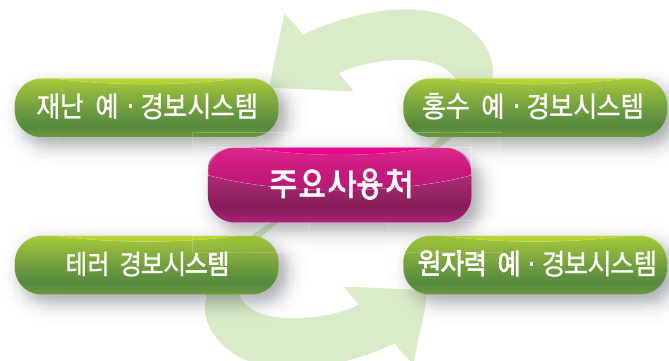 재난 예 · 경보시스템
홍수 예 · 경보시스템
주요사용처
테러 경보시스템
원자력 예 · 경보시스템